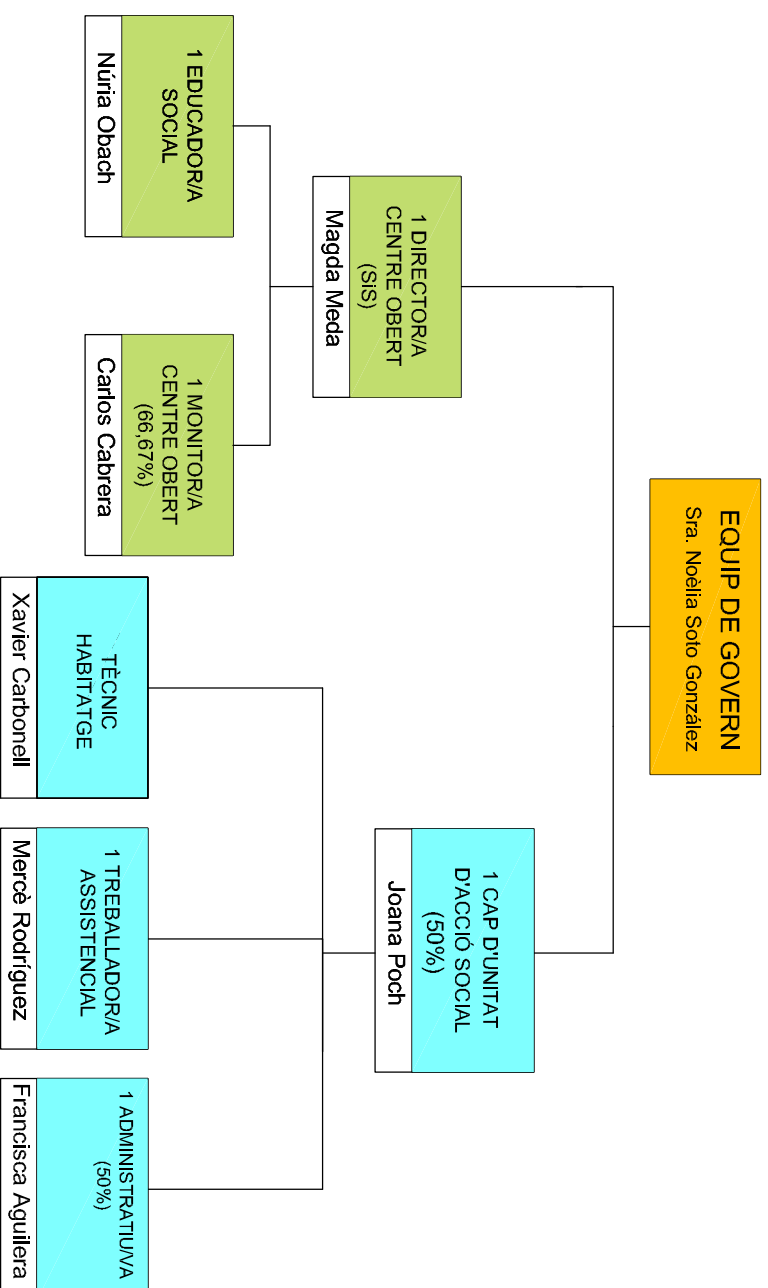 EQUIP DE GOVERN
Sra. Noèlia Soto González
1 DIRECTOR/A
CENTRE OBERT
(SiS)
Magda Meda
1 CAP D'UNITAT
D'ACCIÓ SOCIAL
(50%)
Joana Poch
1 EDUCADOR/A
SOCIAL
Núria Obach
1 MONITOR/A
CENTRE OBERT
(66,67%)
Carlos Cabrera
TÈCNIC
HABITATGE
Xavier Carbonell
1 TREBALLADOR/A
ASSISTENCIAL
Mercè Rodríguez
1 ADMINISTRATIU/VA
(50%)
Francisca Aguilera